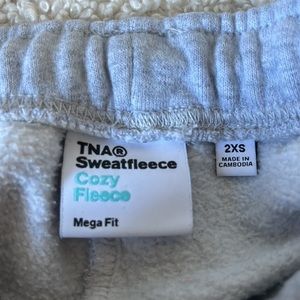 TNA®
Sweatfleece
Cozy
Fleece
Mega Fit
2XS
MADE IN
CAMBODIA